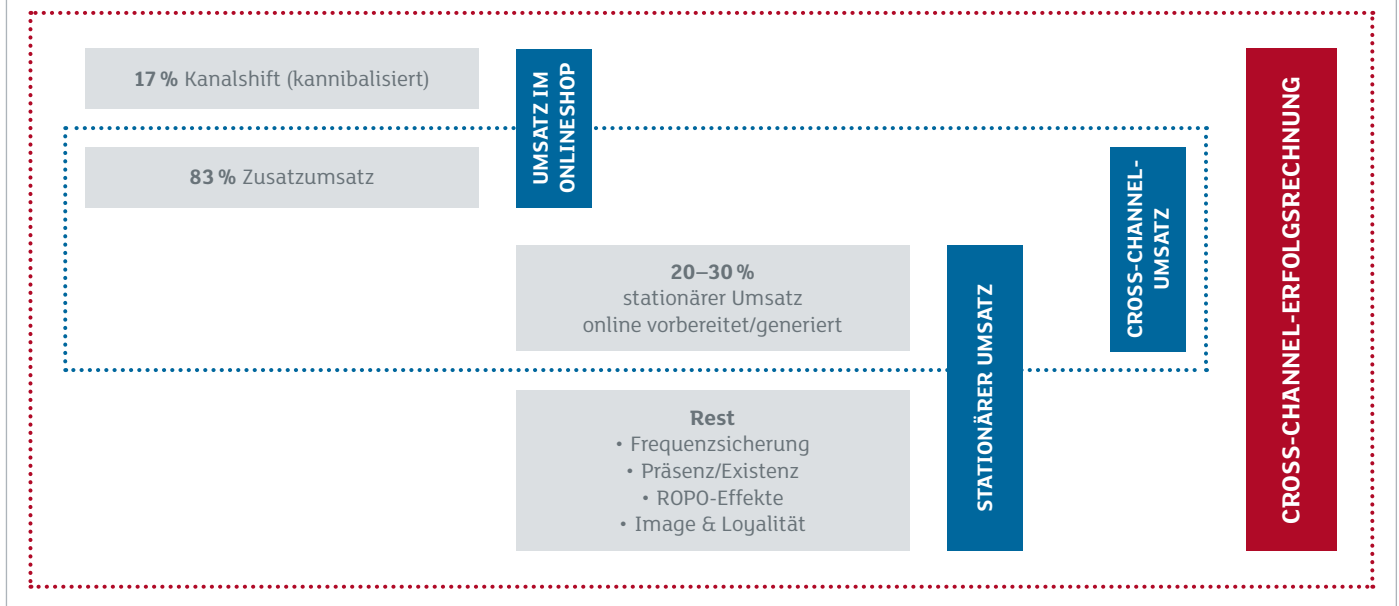 17 % Kanalshift (kannibalisiert)
UMSATZ IM
ONLINESHOP
83 % Zusatzumsatz
20–30 %
stationärer Umsatz
online vorbereitet/generiert
Rest
• Frequenzsicherung
• Präsenz/Existenz
• ROPO-Effekte
• Image & Loyalität
STATIONÄRER UMSATZ
CROSS-CHANNEL-
UMSATZ
CROSS-CHANNEL-ERFOLGSRECHNUNG